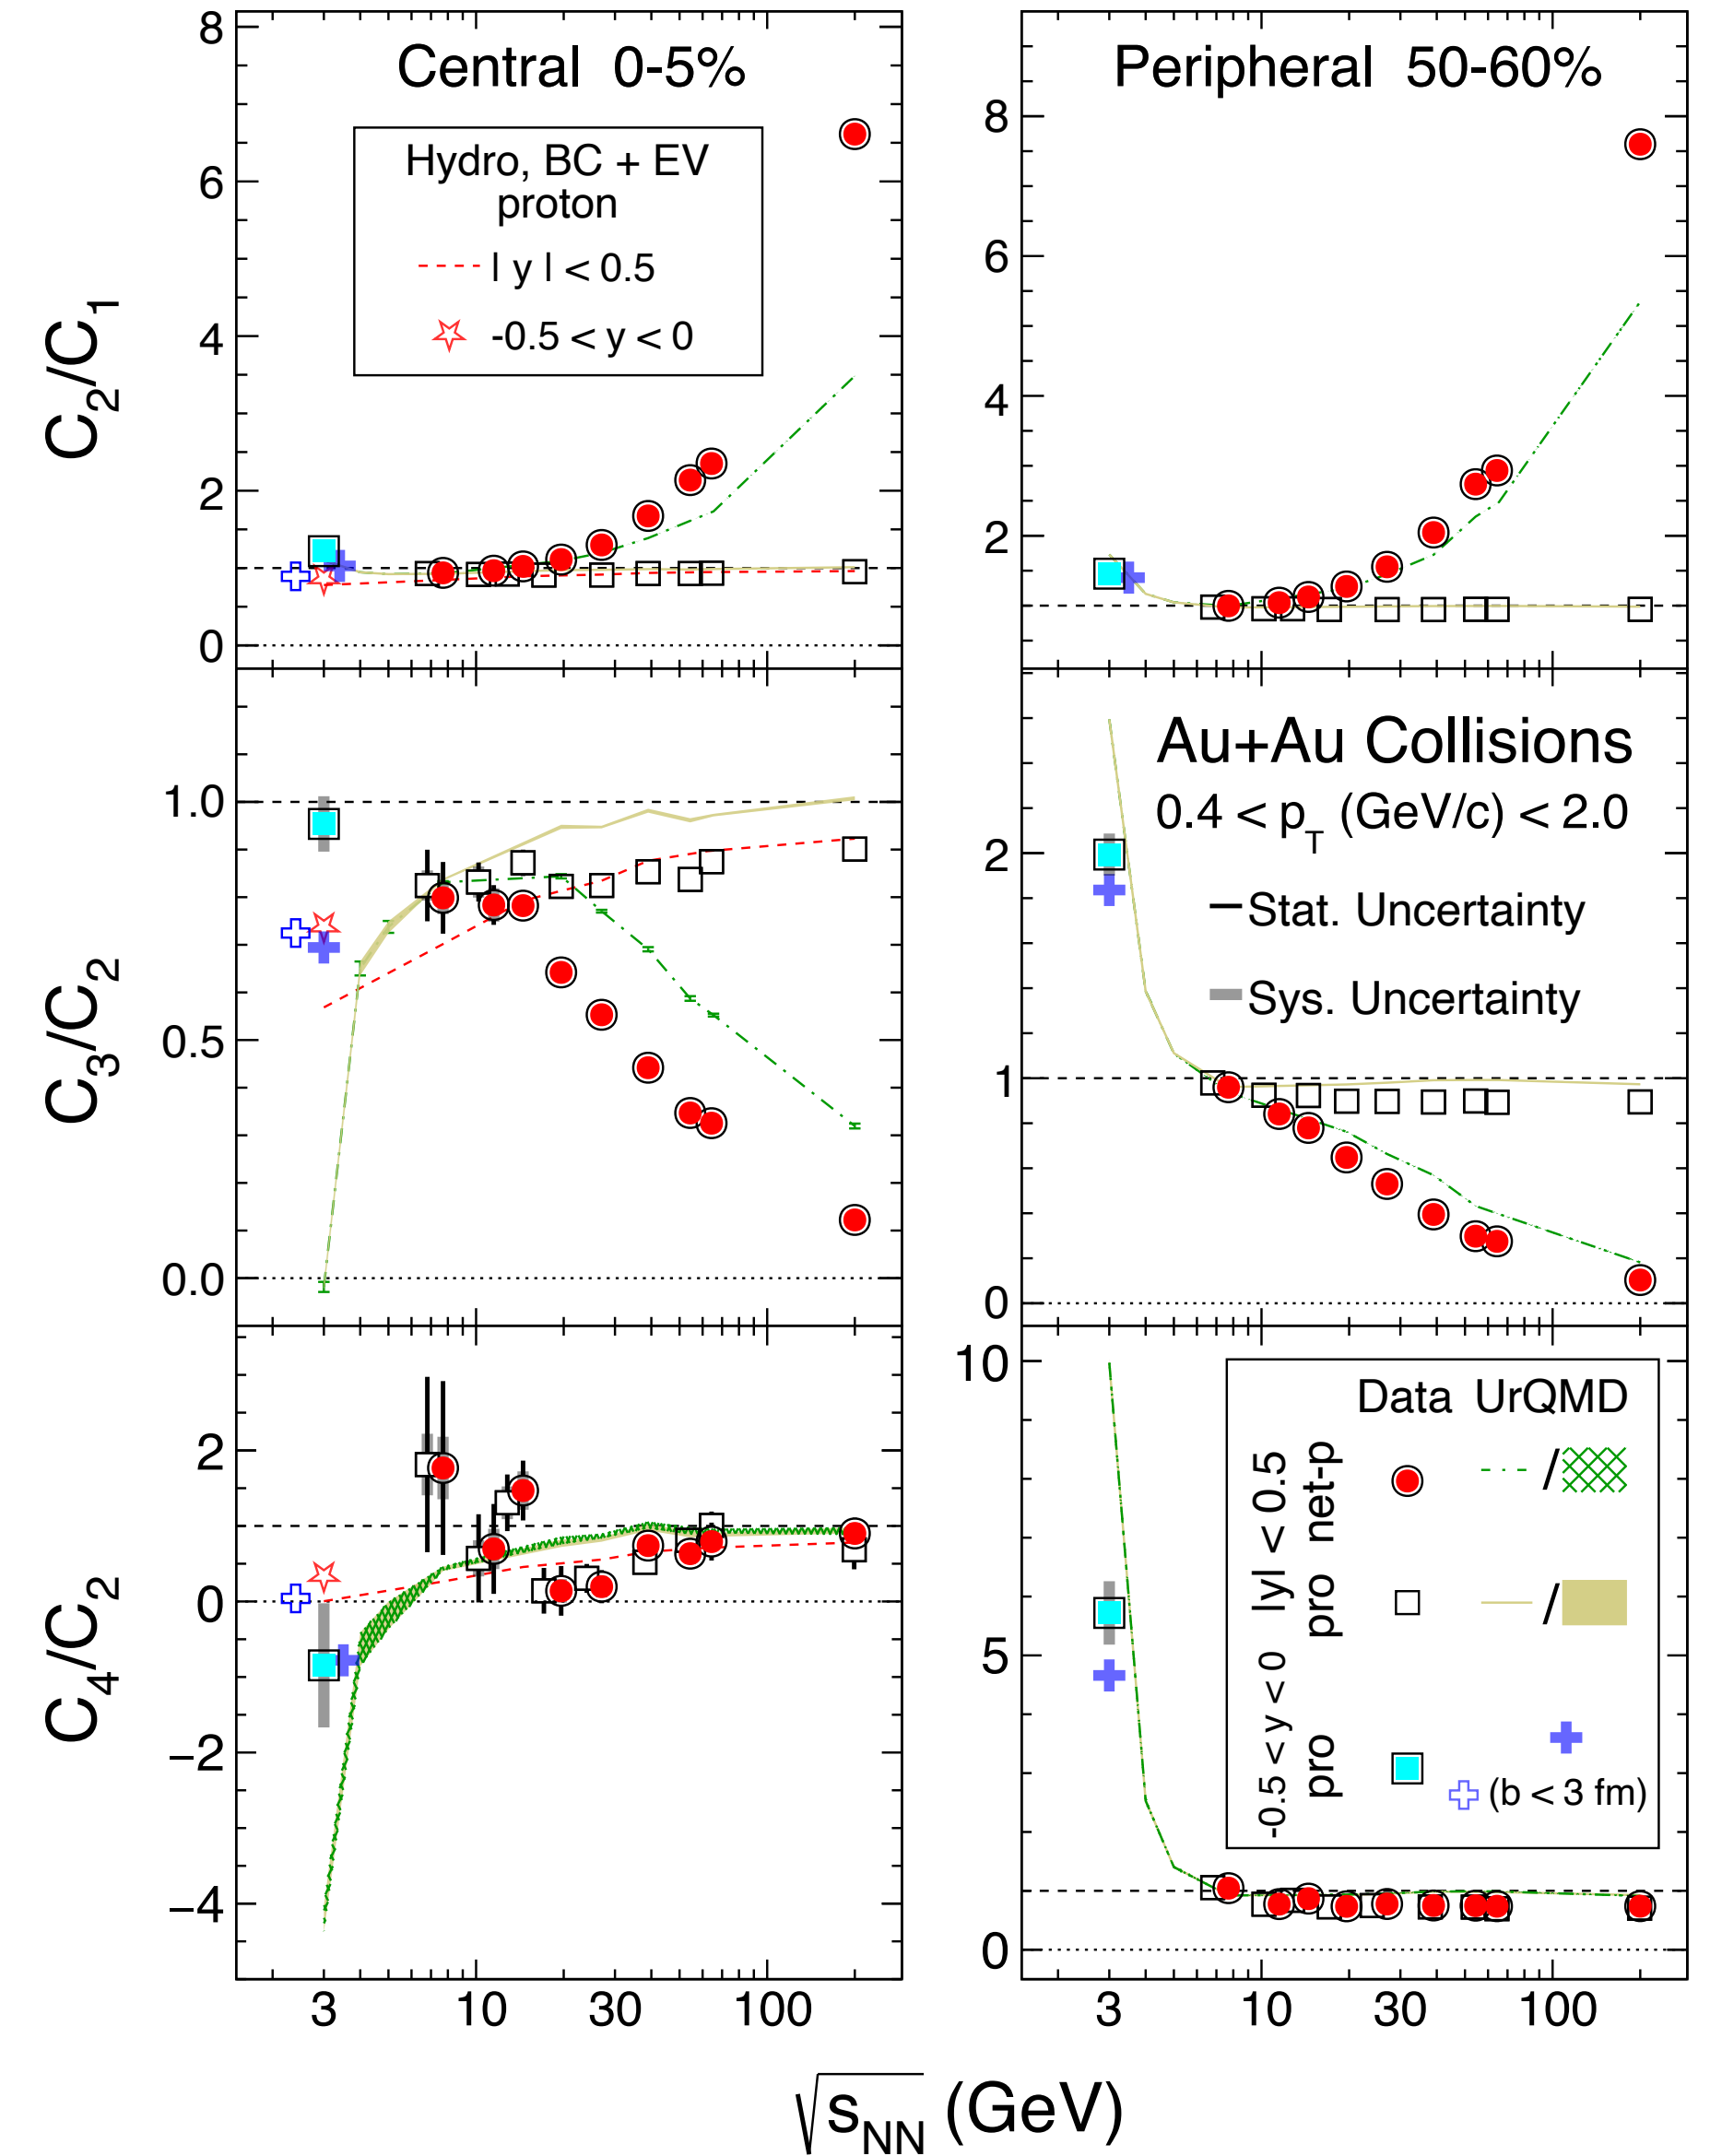 Central 0-5%
Peripheral 50-60%
Hydro, BC + EV
proton
| y | < 0.5
-0.5 < y < 0
C2/C1
8
6
4
2
0
8
6
4
2
Au+Au Collisions
0.4 < pT (GeV/c) < 2.0
Stat. Uncertainty
Sys. Uncertainty
C3/C2
1.0
0.5
0.0
2
1
0
Data UrQMD
|y| < 0.5
net-p
pro
-0.5 < y < 0
pro
/
/
(b < 3 fm)
C4/C2
2
0
−2
−4
10
5
0
3 10 30 100
3 10 30 100
√sNN (GeV)